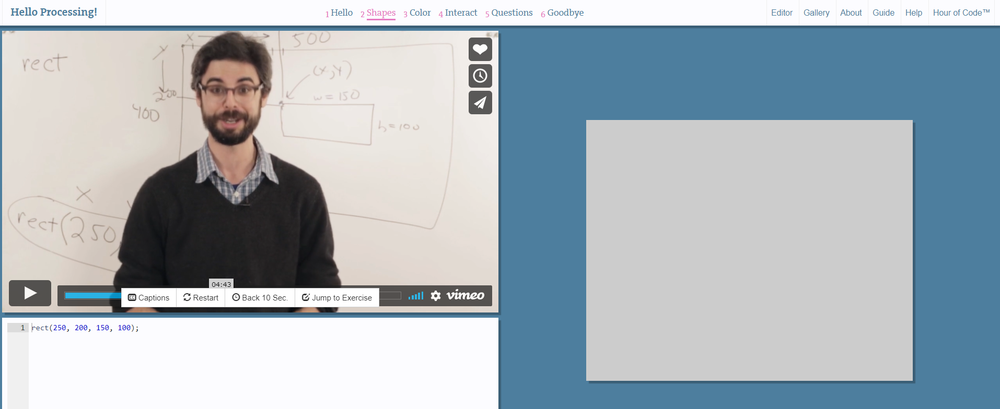 Hello Processing!
1 Hello 2 Shapes 3 Color 4 Interact 5 Questions 6 Goodbye
Editor Gallery About Guide Help Hour of Code™
X
500
Y
rect
(x,y)
200
w = 150
400
h = 100
X
rect(250,
04:43
CC Captions Restart Back 10 Sec. Jump to Exercise
vimeo
1 rect(250, 200, 150, 100);